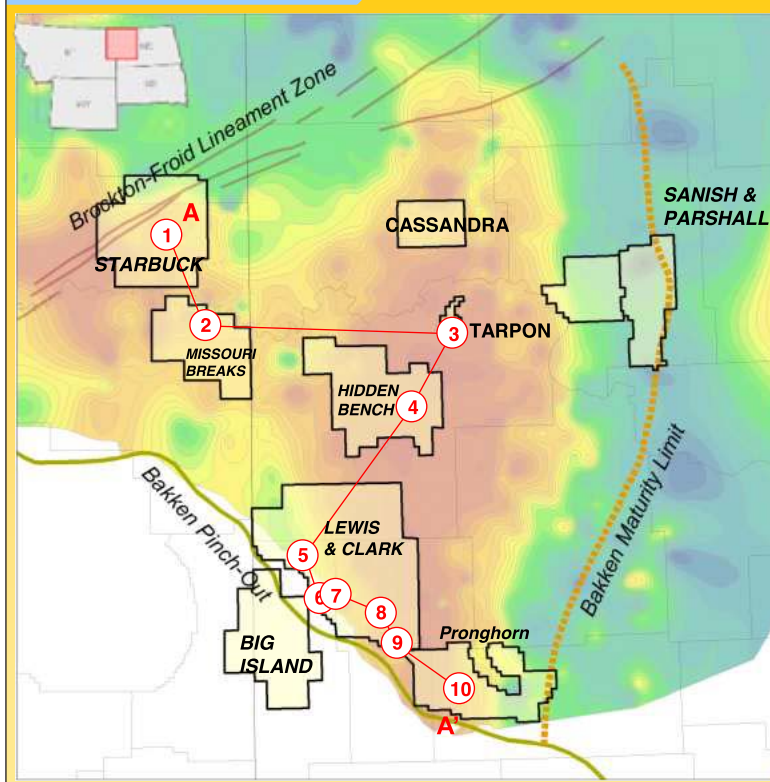 Brockton-Froid Lineament Zone
SANISH &
PARSHALL
A
CASSANDRA
1
STARBUCK
2
3
TARPON
MISSOURI
BREAKS
HIDDEN
BENCH
4
Bakken Pinch-Out
Bakken Maturity Limit
LEWIS
& CLARK
5
6
7
8
9
Pronghorn
BIG
ISLAND
10
A'